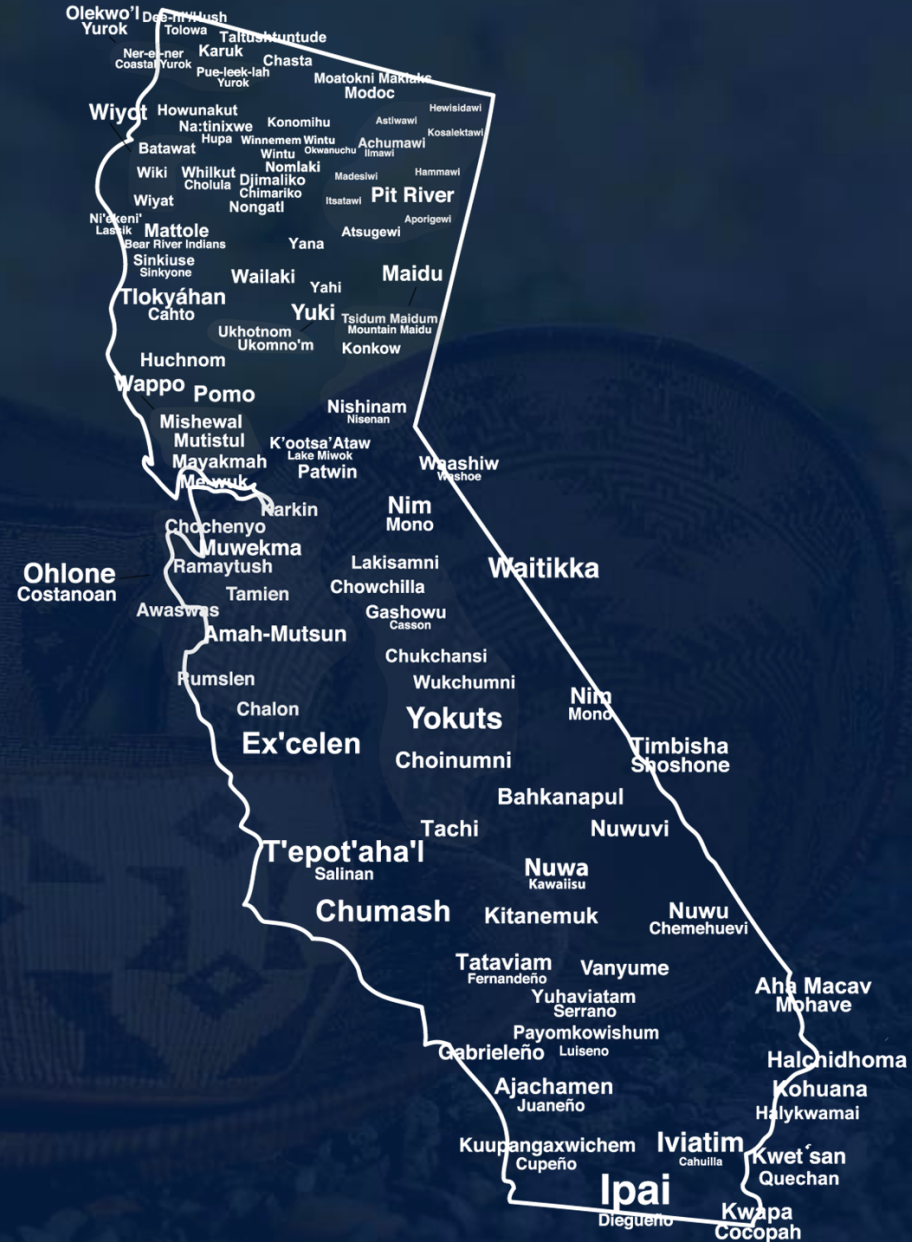 Olekwo'l
Yurok
Dee-ni'/Hush
Tolowa
Taltushtuntude
Ner-er-ner
Coastal Yurok
Karuk
Chasta
Pue-leek-lah
Yurok
Moatokni Maklaks
Modoc
Wiyot
Howunakut
Hewisidawi
Na:tinixwe
Hupa
Konomihu
Astiwawi
Kosalektawi
Batawat
Winnemem Wintu
Wintu
Okwanuchu
Achumawi
Ilmawi
Wiki
Whilkut
Cholula
Nomlaki
Djimaliko
Chimariko
Madesiwi
Hammawi
Wiyat
Nongatl
Itsatawi
Pit River
Ni'ekeni'
Lassik
Aporigewi
Mattole
Bear River Indians
Atsugewi
Yana
Sinkiuse
Sinkyone
Wailaki
Maidu
Yahi
Tlokyáhan
Cahto
Yuki
Tsidum Maidum
Mountain Maidu
Ukhotnom
Ukomno'm
Konkow
Huchnom
Wappo
Pomo
Nishinam
Nisenan
Mishewal
Mutistul
K'ootsa'Ataw
Lake Miwok
Mayakmah
Patwin
Waashiw
Washoe
Me-wuk
Karkin
Nim
Mono
Chochenyo
Muwekma
Ramaytush
Lakisamni
Waitikka
Ohlone
Costanoan
Tamien
Chowchilla
Awaswas
Gashowu
Casson
Amah-Mutsun
Chukchansi
Rumslen
Wukchumni
Nim
Mono
Chalon
Yokuts
Ex'celen
Timbisha
Shoshone
Choinumni
Bahkanapul
Tachi
Nuwuvi
T'epot'aha'l
Salinan
Nuwa
Kawaiisu
Chumash
Kitanemuk
Nuwu
Chemehuevi
Tataviam
Fernandeño
Vanyume
Aha Macav
Mohave
Yuhaviatam
Serrano
Payomkowishum
Luiseno
Gabrieleño
Halchidhoma
Ajachamen
Juaneño
Kohuana
Halykwamai
Kuupangaxwichem
Cupeño
Iviatim
Cahuilla
Kwet´san
Quechan
Ipai
Diegueño
Kwapa
Cocopah